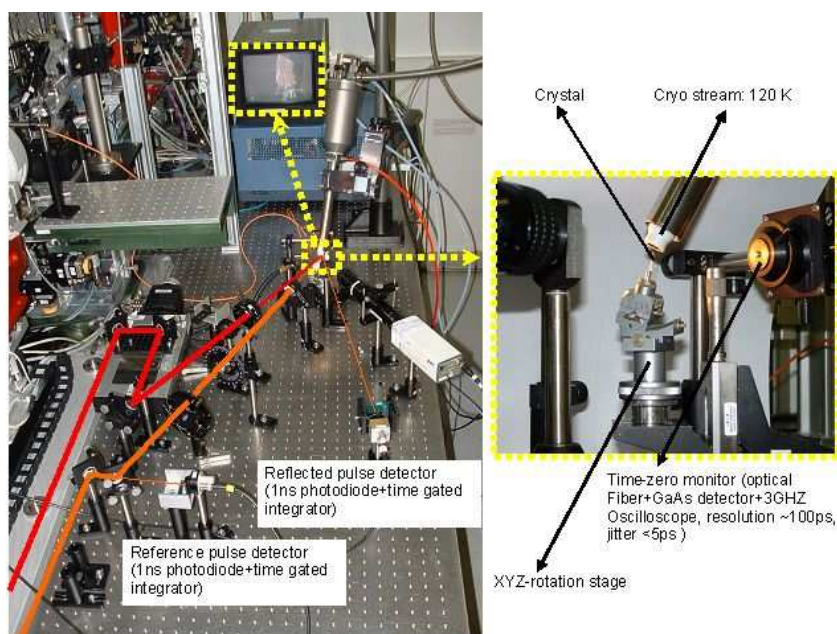 Crystal
Cryo stream: 120 K
Reflected pulse detector
(1ns photodiode+time gated
integrator)
Reference pulse detector
(1ns photodiode+time gated
integrator)
Time-zero monitor (optical
Fiber+GaAs detector+3GHZ
Oscilloscope, resolution ~100ps,
jitter <5ps )
XYZ-rotation stage